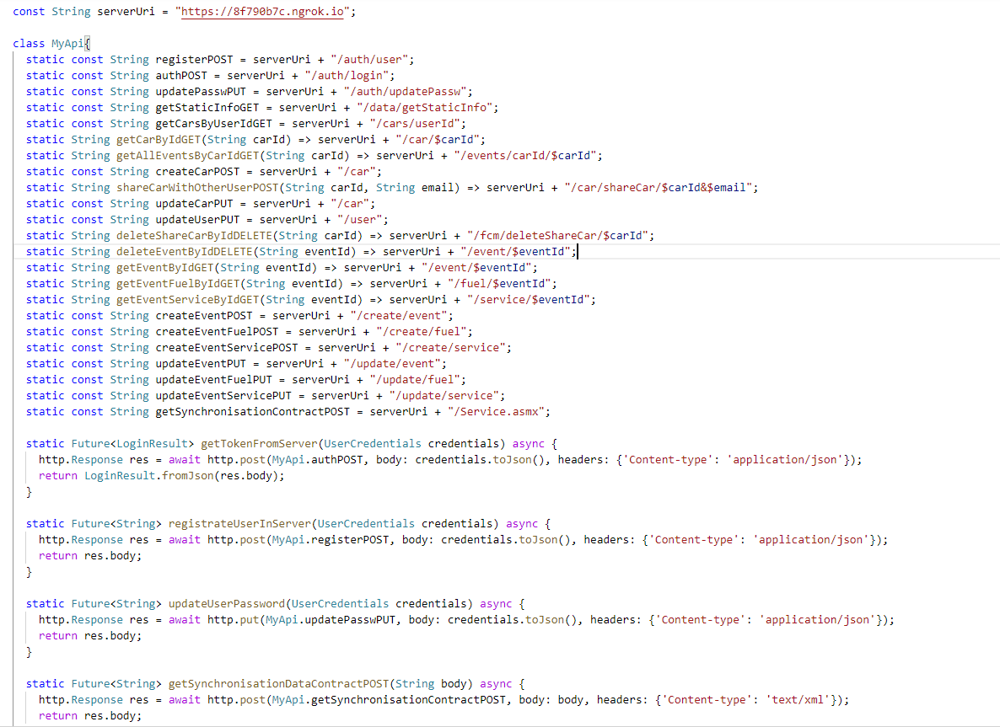 const String serverUri = "https://8f790b7c.ngrok.io";
class MyApi{
static const String registerPOST = serverUri + "/auth/user";
static const String authPOST = serverUri + "/auth/login";
static const String updatePasswPUT = serverUri + "/auth/updatePassw";
static const String getStaticInfoGET = serverUri + "/data/getStaticInfo";
static const String getCarsByUserIdGET = serverUri + "/cars/userId";
static String getCarByIdGET(String carId) => serverUri + "/car/$carId";
static String getAllEventsByCarIdGET(String carId) => serverUri + "/events/carId/$carId";
static const String createCarPOST = serverUri + "/car";
static String shareCarWithOtherUserPOST(String carId, String email) => serverUri + "/car/shareCar/$carId&$email";
static const String updateCarPUT = serverUri + "/car";
static const String updateUserPUT = serverUri + "/user";
static String deleteShareCarByIdDELETE(String carId) => serverUri + "/fcm/deleteShareCar/$carId";
static String deleteEventByIdDELETE(String eventId) => serverUri + "/event/$eventId";
static String getEventByIdGET(String eventId) => serverUri + "/event/$eventId";
static String getEventFuelByIdGET(String eventId) => serverUri + "/fuel/$eventId";
static String getEventServiceByIdGET(String eventId) => serverUri + "/service/$eventId";
static const String createEventPOST = serverUri + "/create/event";
static const String createEventFuelPOST = serverUri + "/create/fuel";
static const String createEventServicePOST = serverUri + "/create/service";
static const String updateEventPUT = serverUri + "/update/event";
static const String updateEventFuelPUT = serverUri + "/update/fuel";
static const String updateEventServicePUT = serverUri + "/update/service";
static const String getSynchronisationContractPOST = serverUri + "/Service.asmx";
static Future<LoginResult> getTokenFromServer(UserCredentials credentials) async {
http.Response res = await http.post(MyApi.authPOST, body: credentials.toJson(), headers: {'Content-type': 'application/json'});
return LoginResult.fromJson(res.body);
}
static Future<String> registrateUserInServer(UserCredentials credentials) async {
http.Response res = await http.post(MyApi.registerPOST, body: credentials.toJson(), headers: {'Content-type': 'application/json'});
return res.body;
}
static Future<String> updateUserPassword(UserCredentials credentials) async {
http.Response res = await http.put(MyApi.updatePasswPUT, body: credentials.toJson(), headers: {'Content-type': 'application/json'});
return res.body;
}
static Future<String> getSynchronisationDataContractPOST(String body) async {
http.Response res = await http.post(MyApi.getSynchronisationContractPOST, body: body, headers: {'Content-type': 'text/xml'});
return res.body;